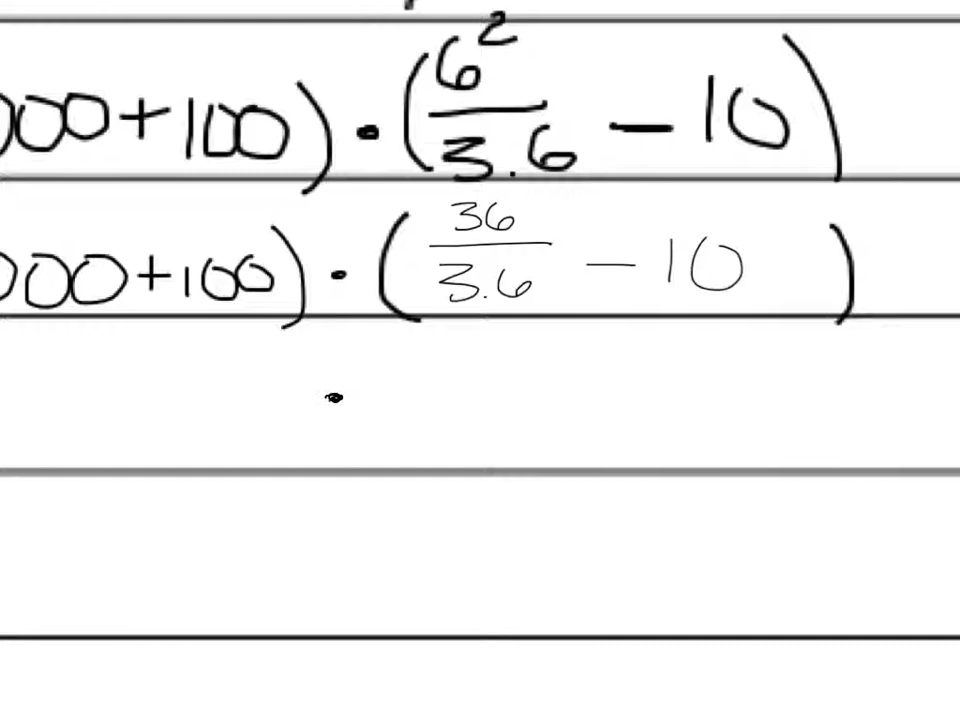 000+100) · (6²/3.6 - 10)
000+100) · (36/3.6 - 10)
·